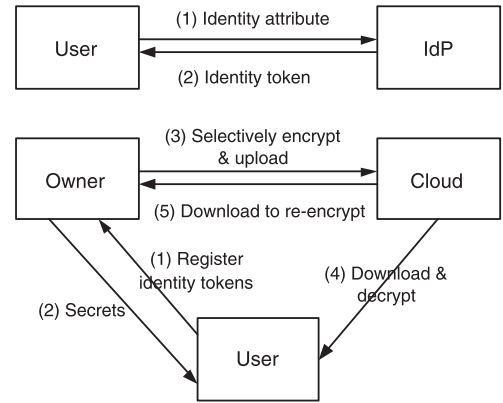 (1) Identity attribute
User
IdP
(2) Identity token
(3) Selectively encrypt
& upload
Owner
Cloud
(5) Download to re-encrypt
(1) Register
identity tokens
(4) Download &
decrypt
(2) Secrets
User